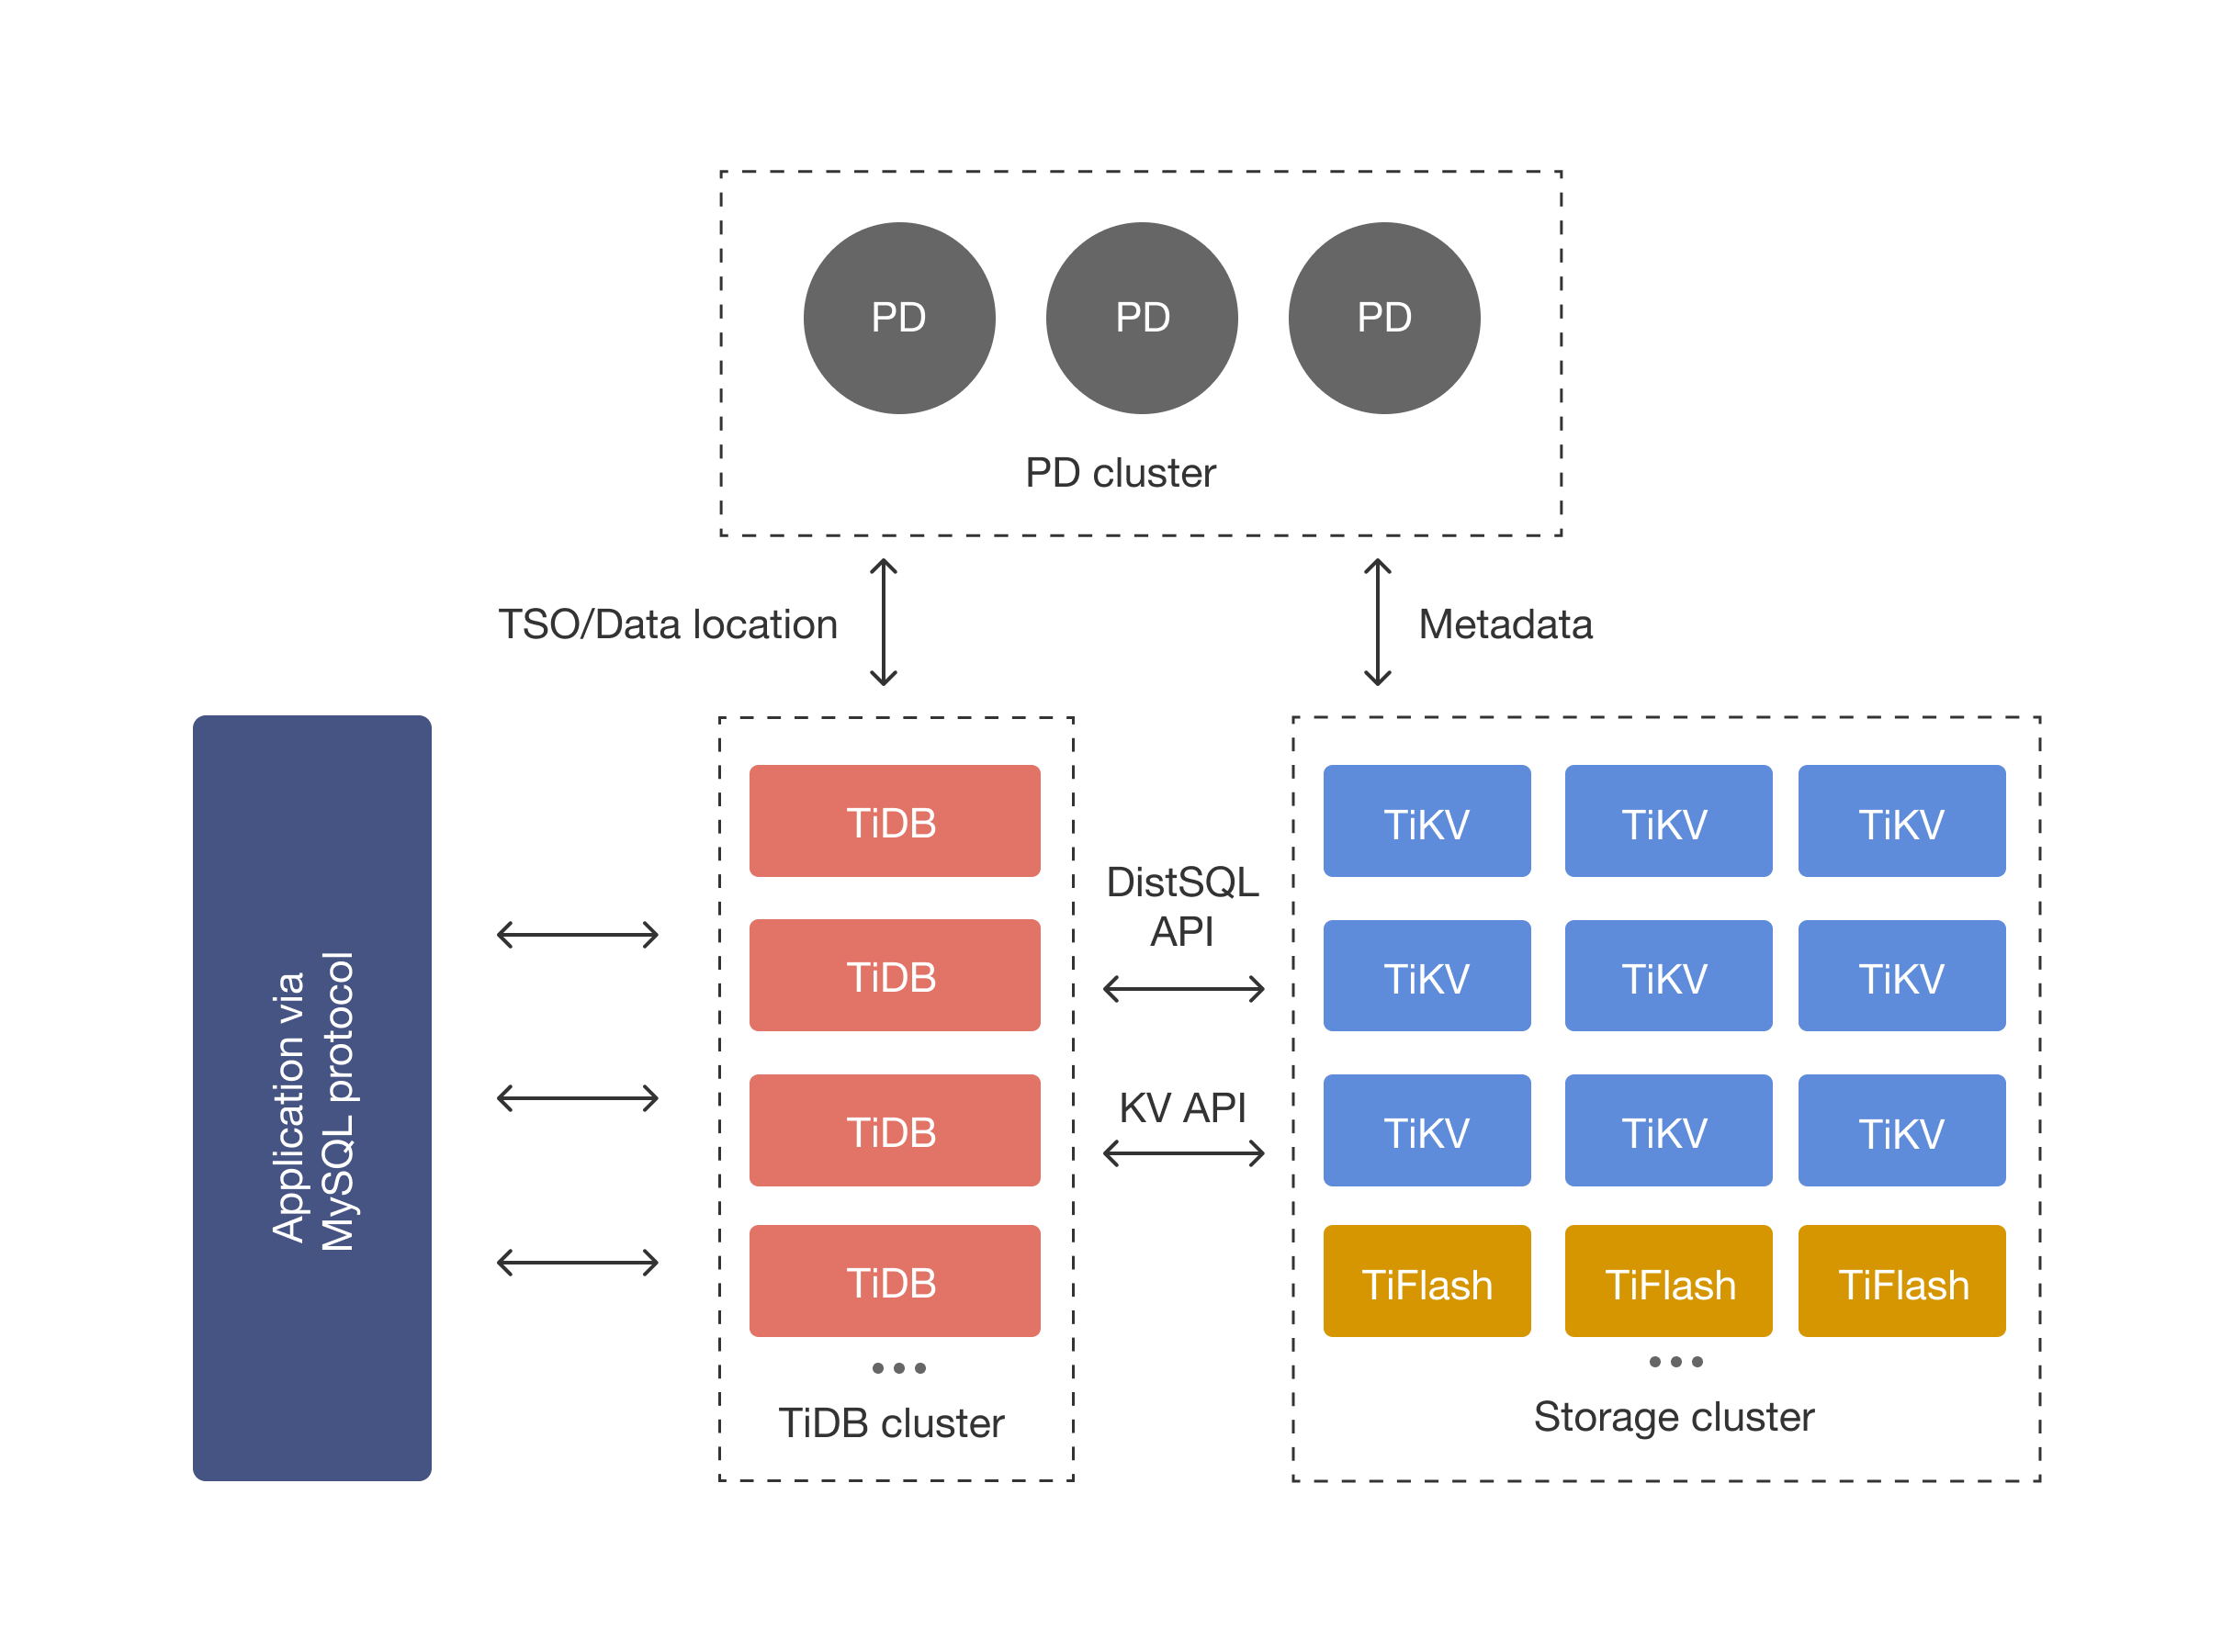 PD
PD
PD
PD cluster
TSO/Data location
Metadata
Application via
MySQL protocol
TiDB
TiDB
TiDB
TiDB
TiDB cluster
DistSQL
API
KV API
TiKV
TiKV
TiKV
TiKV
TiKV
TiKV
TiKV
TiKV
TiKV
TiFlash
TiFlash
TiFlash
Storage cluster